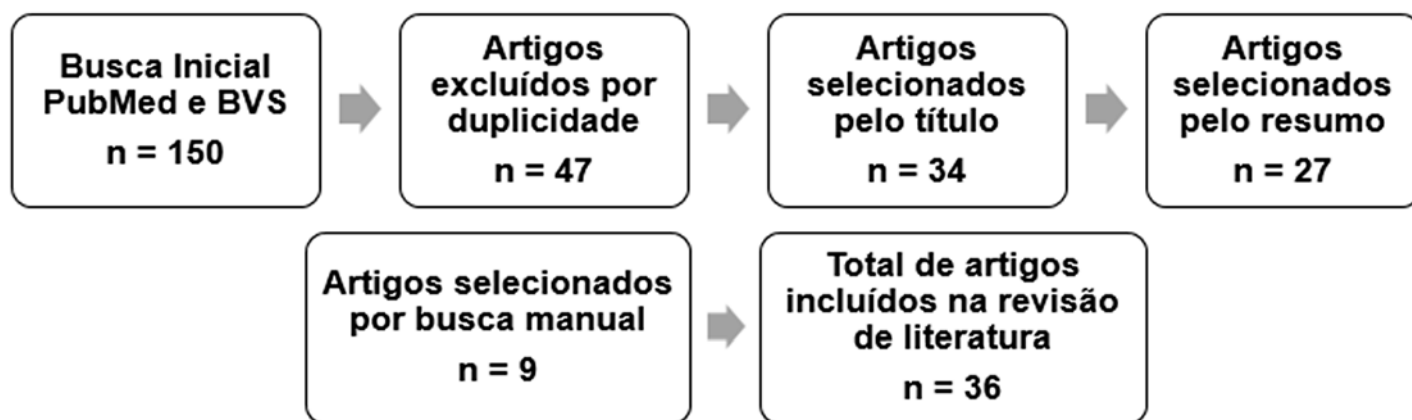 Busca Inicial
PubMed e BVS
n = 150
Artigos
excluídos por
duplicidade
n = 47
Artigos
selecionados
pelo título
n = 34
Artigos
selecionados
pelo resumo
n = 27
Artigos selecionados
por busca manual
n = 9
Total de artigos
incluídos na revisão
de literatura
n = 36